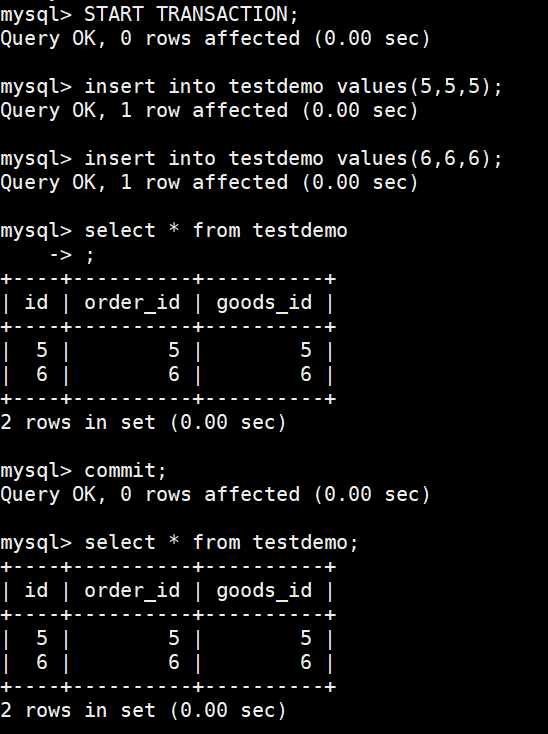 mysql> START TRANSACTION;
Query OK, 0 rows affected (0.00 sec)
mysql> insert into testdemo values(5,5,5);
Query OK, 1 row affected (0.00 sec)
mysql> insert into testdemo values(6,6,6);
Query OK, 1 row affected (0.00 sec)
mysql> select * from testdemo
    -> ;
+----+----------+----------+
| id | order_id | goods_id |
+----+----------+----------+
|  5 |        5 |        5 |
|  6 |        6 |        6 |
+----+----------+----------+
2 rows in set (0.00 sec)
mysql> commit;
Query OK, 0 rows affected (0.00 sec)
mysql> select * from testdemo;
+----+----------+----------+
| id | order_id | goods_id |
+----+----------+----------+
|  5 |        5 |        5 |
|  6 |        6 |        6 |
+----+----------+----------+
2 rows in set (0.00 sec)